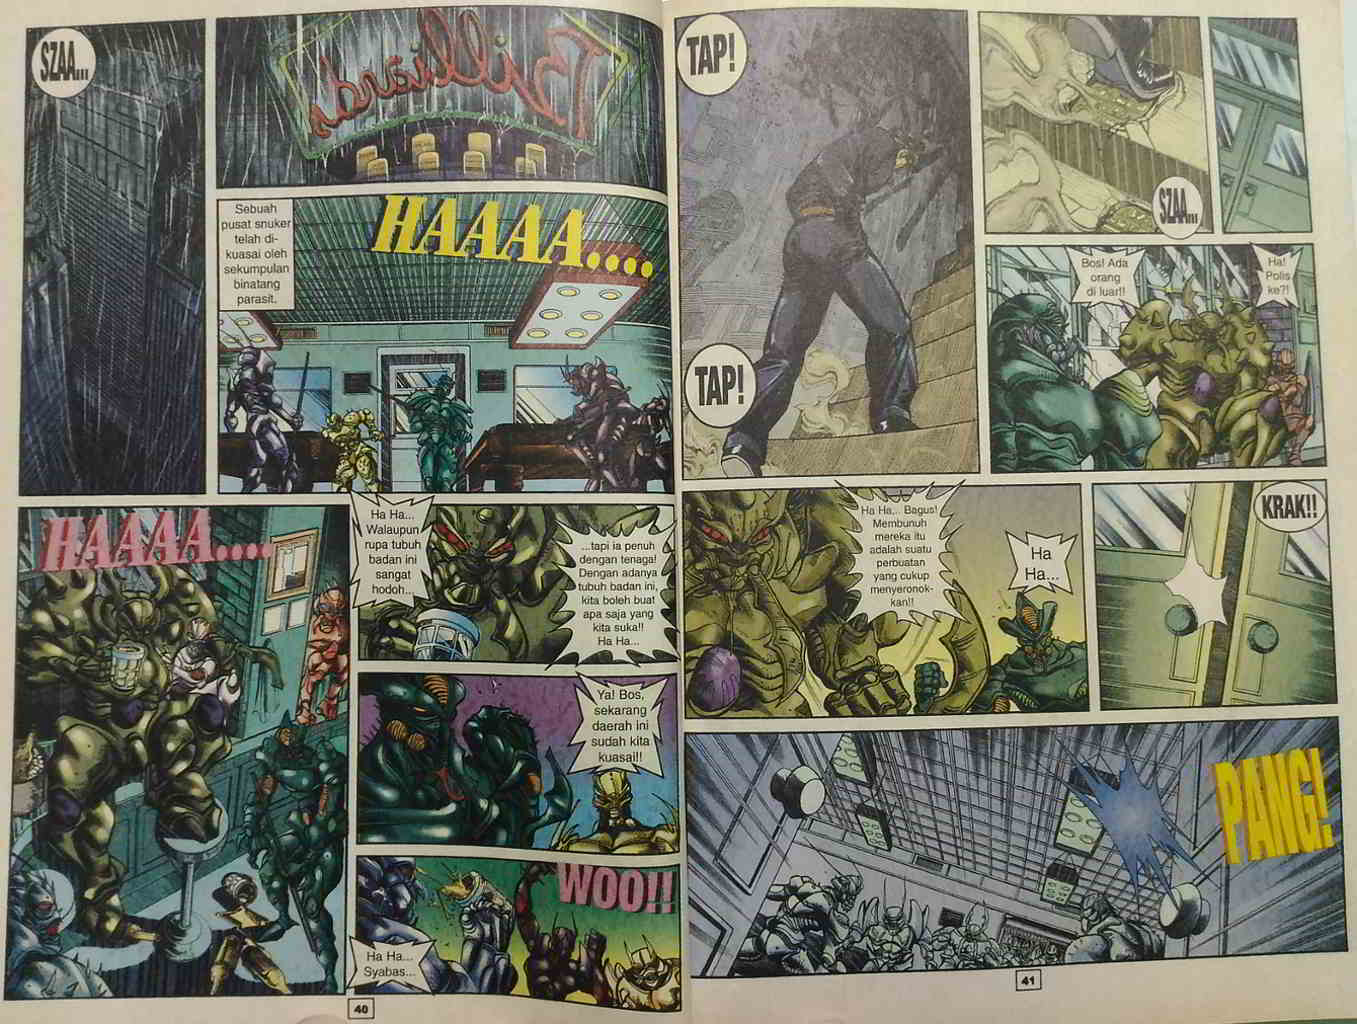 SZAA...
Billiard
Sebuah
pusat snuker
telah di-
kuasai oleh
sekumpulan
binatang
parasit.
HAAAA....
HAAAA....
Ha Ha...
Walaupun
rupa tubuh
badan ini
sangat
hodoh...
...tapi ia penuh
dengan tenaga!
Dengan adanya
tubuh badan ini,
kita boleh buat
apa saja yang
kita suka!!
Ha Ha...
Ya! Bos,
sekarang
daerah ini
sudah kita
kuasai!!
WOO!!
Ha Ha...
Syabas...
40
TAP!
TAP!
SZAA...
Bos! Ada
orang
di luar!!
Ha!
Polis
ke?!
Ha Ha... Bagus!
Membunuh
mereka itu
adalah suatu
perbuatan
yang cukup
menyeronok-
kan!!
Ha
Ha...
KRAK!!
PANG!
41